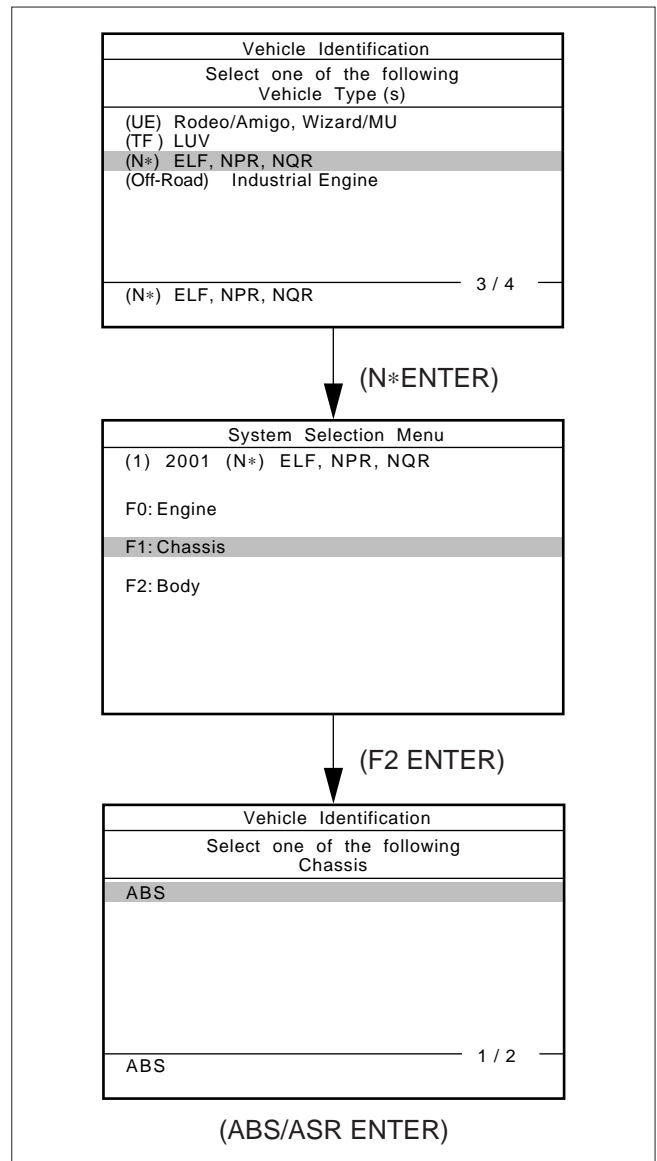 Vehicle Identification
Select one of the following
Vehicle Type (s)
(UE) Rodeo/Amigo, Wizard/MU
(TF ) LUV
(N*) ELF, NPR, NQR
(Off-Road) Industrial Engine
3 / 4
(N*) ELF, NPR, NQR
(N*ENTER)
System Selection Menu
(1) 2001 (N*) ELF, NPR, NQR
F0: Engine
F1: Chassis
F2: Body
(F2 ENTER)
Vehicle Identification
Select one of the following
Chassis
ABS
1 / 2
ABS
(ABS/ASR ENTER)